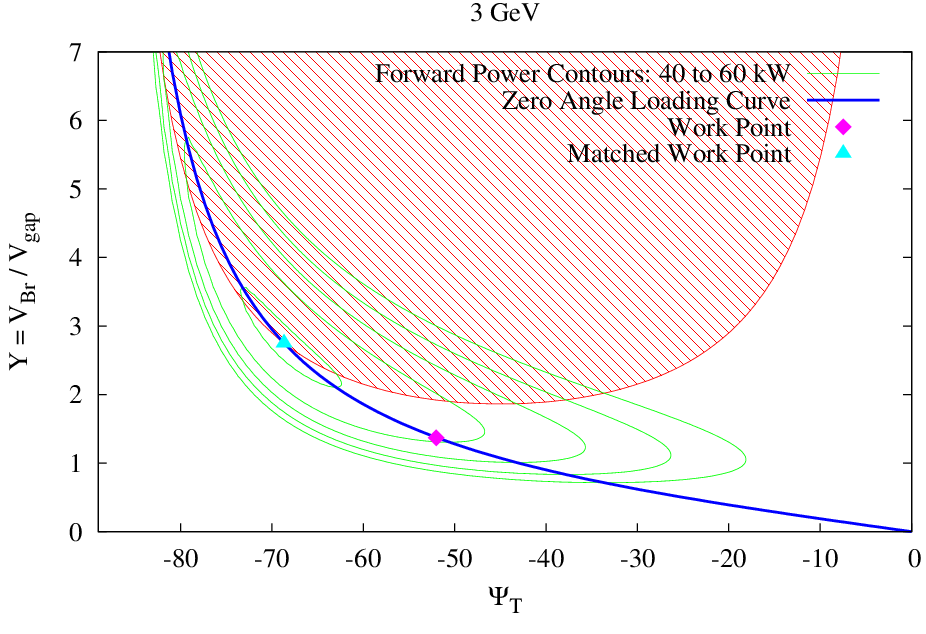 3 GeV
7
Forward Power Contours: 40 to 60 kW
Zero Angle Loading Curve
Work Point
Matched Work Point
6
5
4
3
2
1
0
Y = V_Br / V_gap
-80 -70 -60 -50 -40 -30 -20 -10 0
Ψ_T